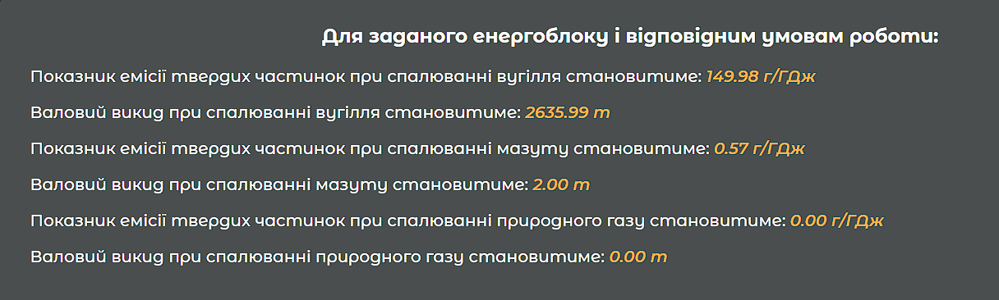 Для заданого енергоблоку і відповідним умовам роботи:
Показник емісії твердих частинок при спалюванні вугілля становитиме: 149.98 г/ГДж
Валовий викид при спалюванні вугілля становитиме: 2635.99 т
Показник емісії твердих частинок при спалюванні мазуту становитиме: 0.57 г/ГДж
Валовий викид при спалюванні мазуту становитиме: 2.00 т
Показник емісії твердих частинок при спалюванні природного газу становитиме: 0.00 г/ГДж
Валовий викид при спалюванні природного газу становитиме: 0.00 т